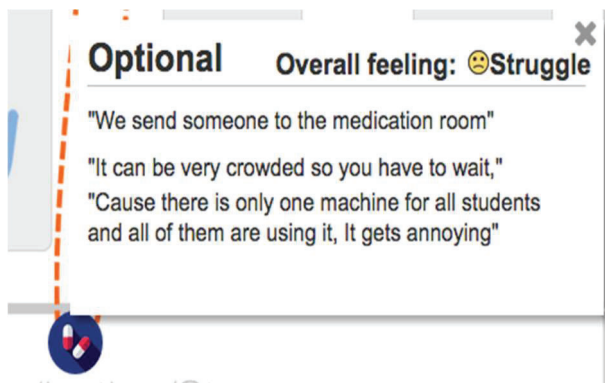 Optional
Overall feeling: Struggle
"We send someone to the medication room"
"It can be very crowded so you have to wait,"
"Cause there is only one machine for all students
and all of them are using it, It gets annoying"